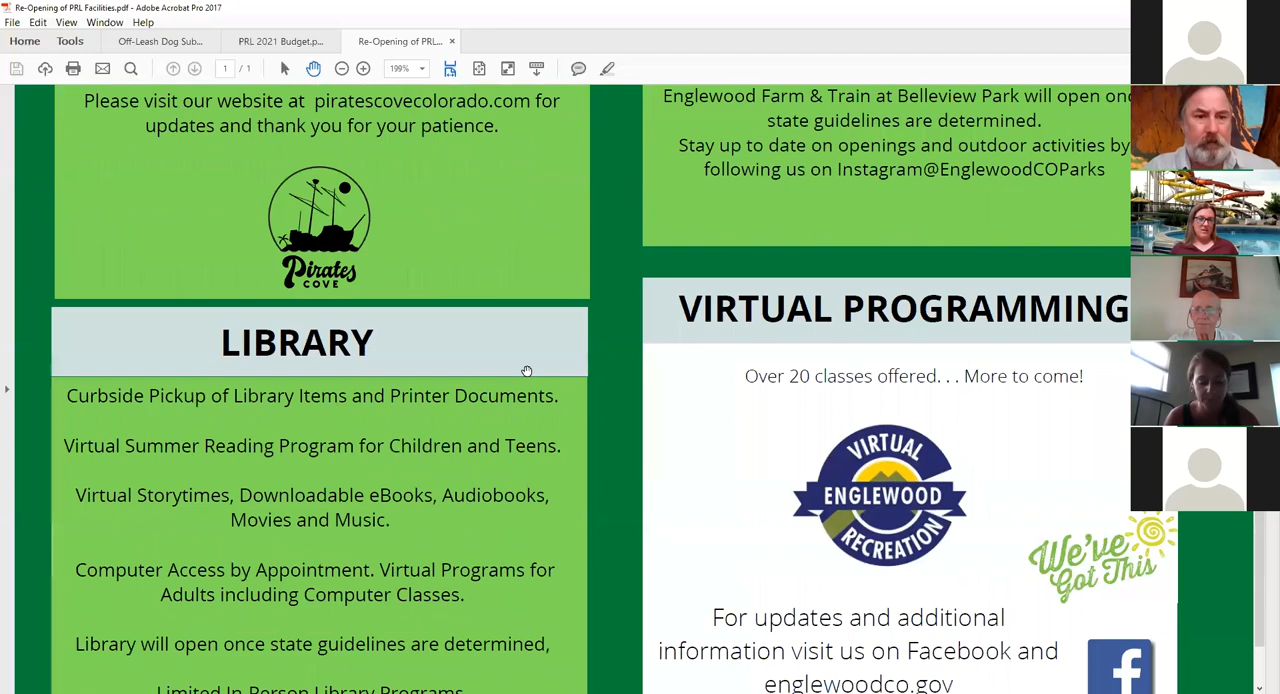 Re-Opening of PRL Facilities.pdf - Adobe Acrobat Pro 2017
File Edit View Window Help
Home Tools Off-Leash Dog Sub... PRL 2021 Budget.p... Re-Opening of PRL... ×
1 / 1 199%
Please visit our website at piratescovecolorado.com for
updates and thank you for your patience.
Pirates
COVE
LIBRARY
Curbside Pickup of Library Items and Printer Documents.
Virtual Summer Reading Program for Children and Teens.
Virtual Storytimes, Downloadable eBooks, Audiobooks,
Movies and Music.
Computer Access by Appointment. Virtual Programs for
Adults including Computer Classes.
Library will open once state guidelines are determined,
Limited In-Person Library Programs
Englewood Farm & Train at Belleview Park will open
state guidelines are determined.
Stay up to date on openings and outdoor activities by
following us on Instagram@EnglewoodCOParks
VIRTUAL PROGRAMMING
Over 20 classes offered. . . More to come!
VIRTUAL
ENGLEWOOD
RECREATION
We've
Got This
For updates and additional
information visit us on Facebook and
englewoodco.gov
f